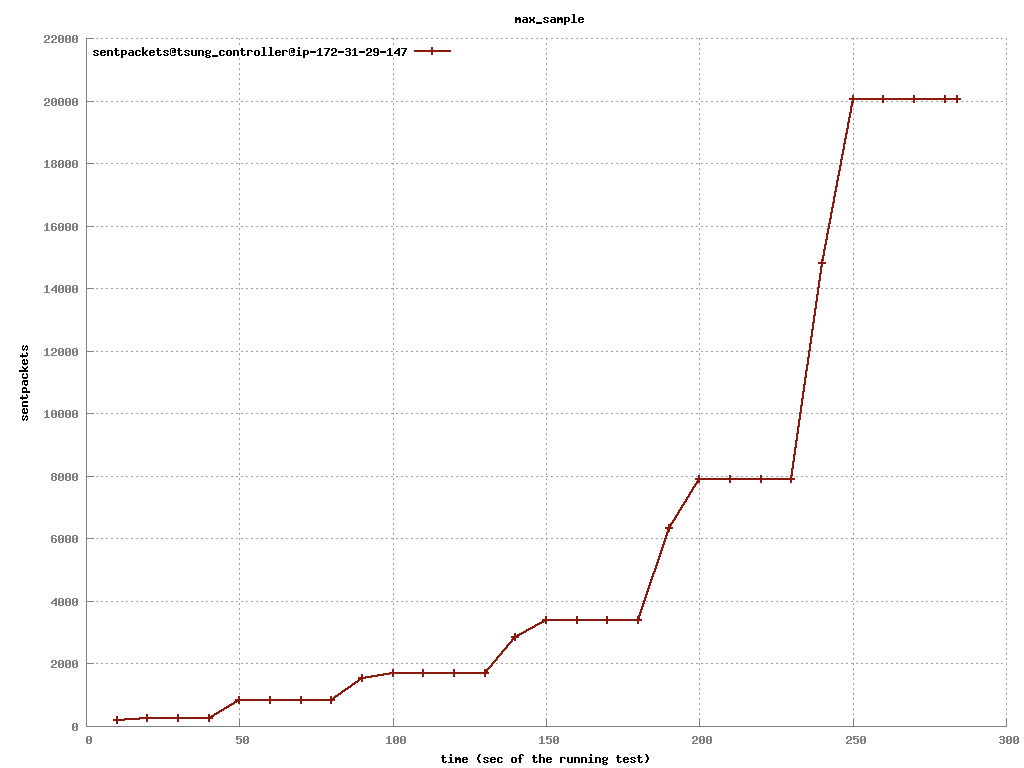 max_sample
sentpackets@tsung_controller@ip-172-31-29-147
22000
20000
18000
16000
14000
12000
10000
8000
6000
4000
2000
0
sentpackets
0 50 100 150 200 250 300
time (sec of the running test)